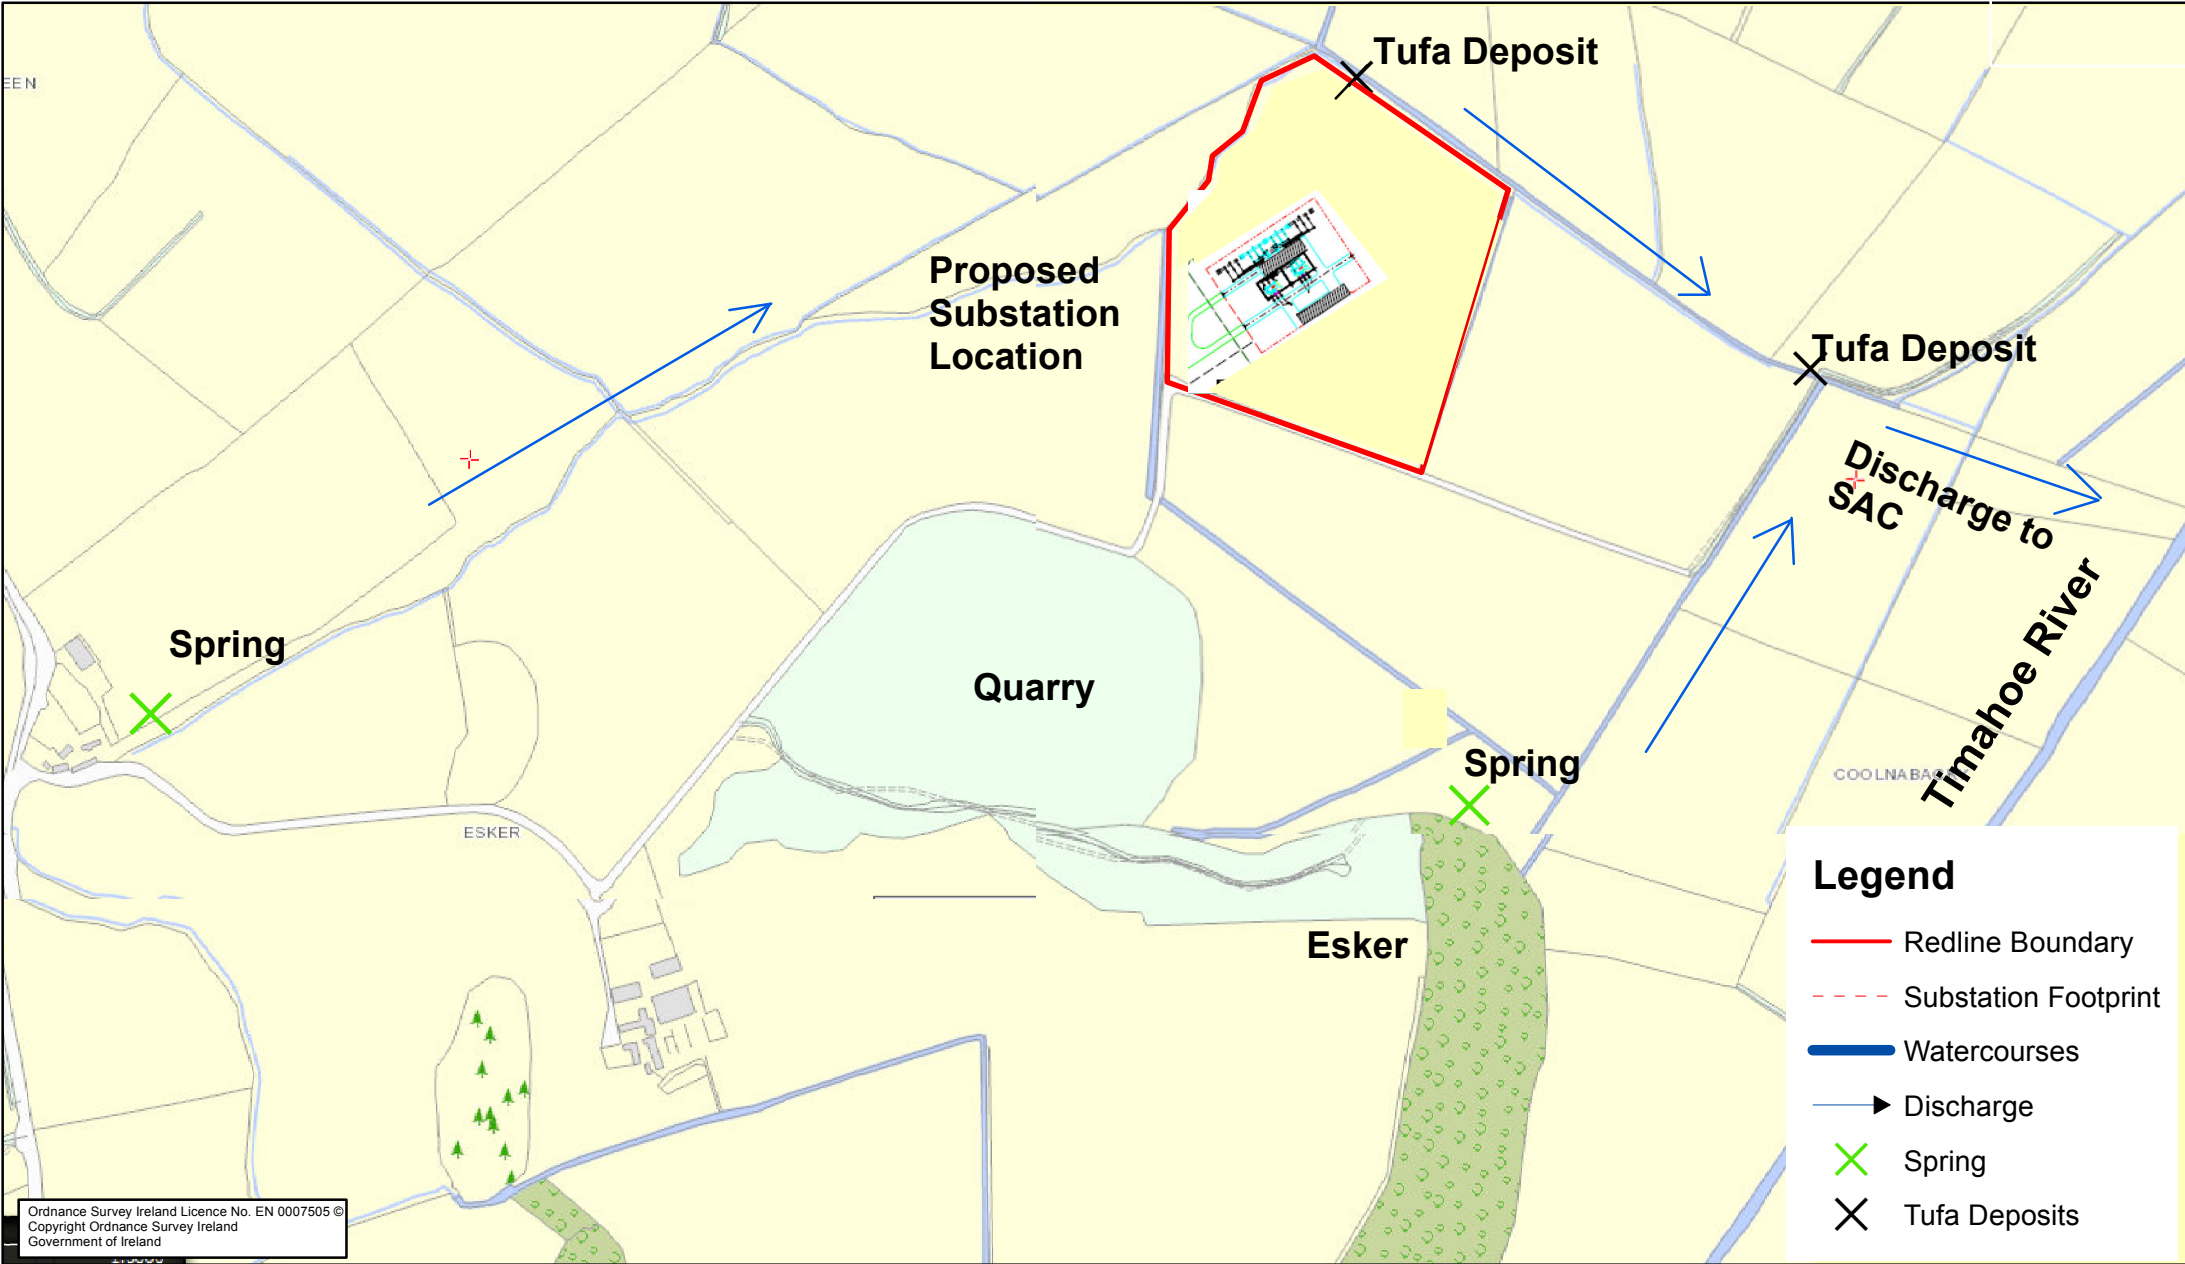 Tufa Deposit
EEN
Proposed
Substation
Location
Tufa Deposit
Discharge to
SAC
Timahoe River
Spring
Quarry
Spring
ESKER
Esker
Legend
Redline Boundary
Substation Footprint
Watercourses
Discharge
Spring
Tufa Deposits
Ordnance Survey Ireland Licence No. EN 0007505 ©
Copyright Ordnance Survey Ireland
Government of Ireland